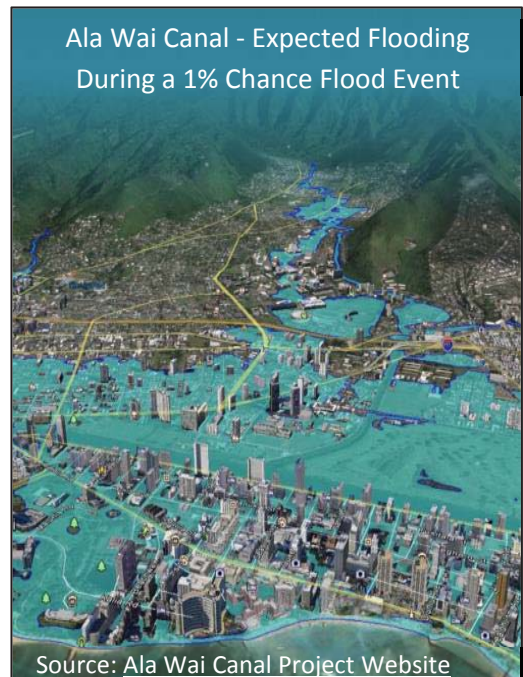 Ala Wai Canal - Expected Flooding
During a 1% Chance Flood Event
Source: Ala Wai Canal Project Website